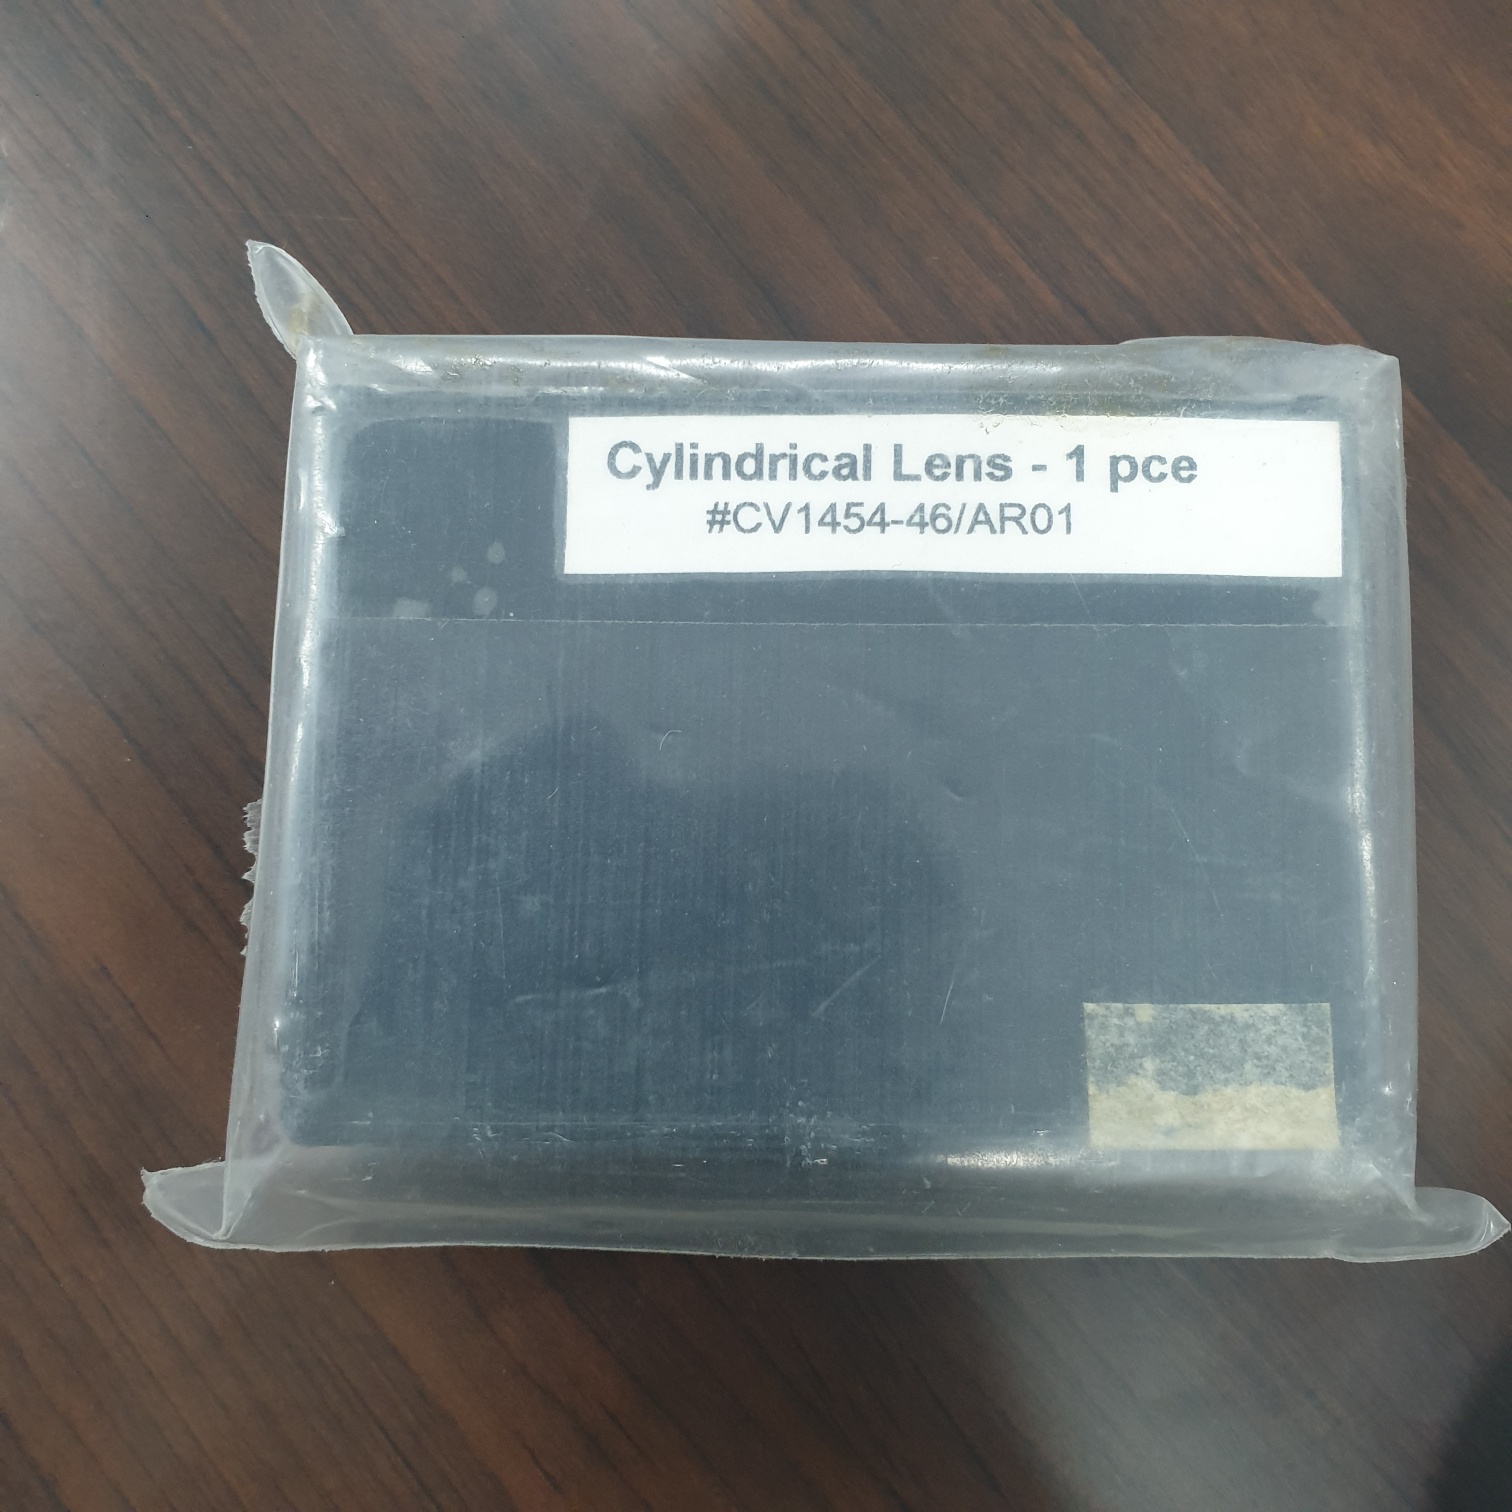 Cylindrical Lens - 1 pce
#CV1454-46/AR01